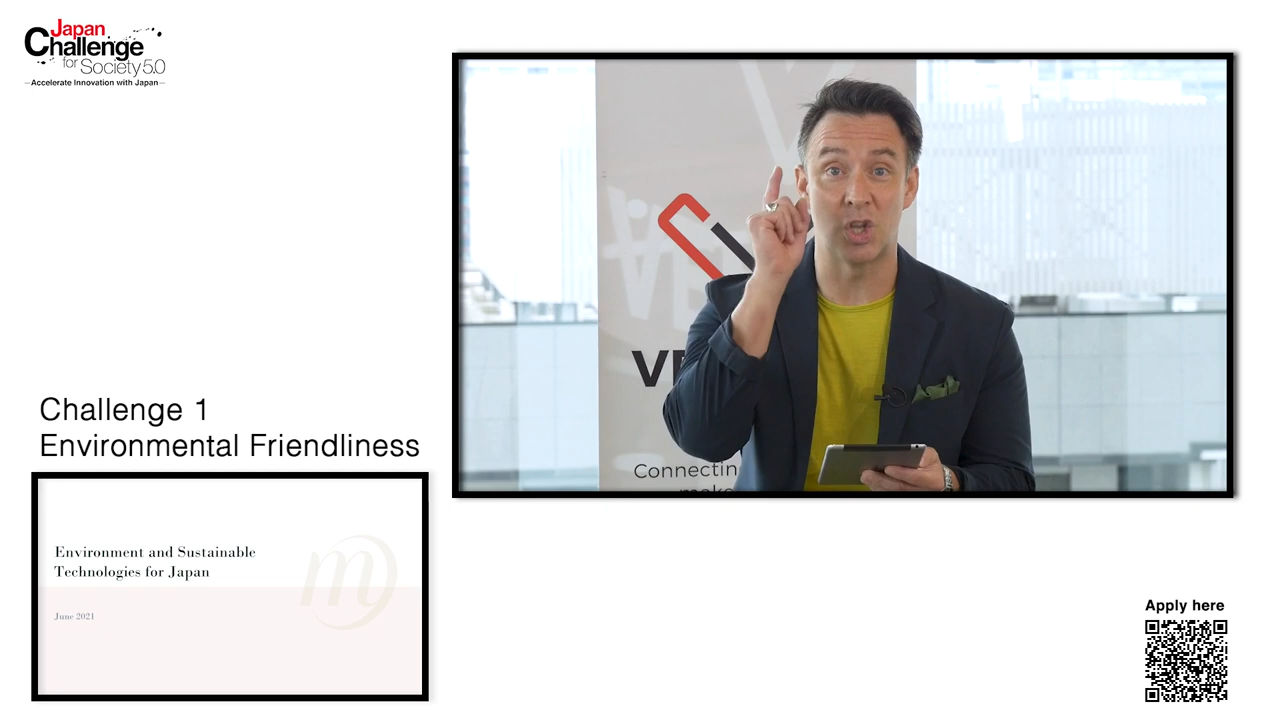 Japan
Challenge
for Society 5.0
—Accelerate Innovation with Japan—
Connectin
Challenge 1
Environmental Friendliness
Environment and Sustainable
Technologies for Japan
June 2021
Apply here